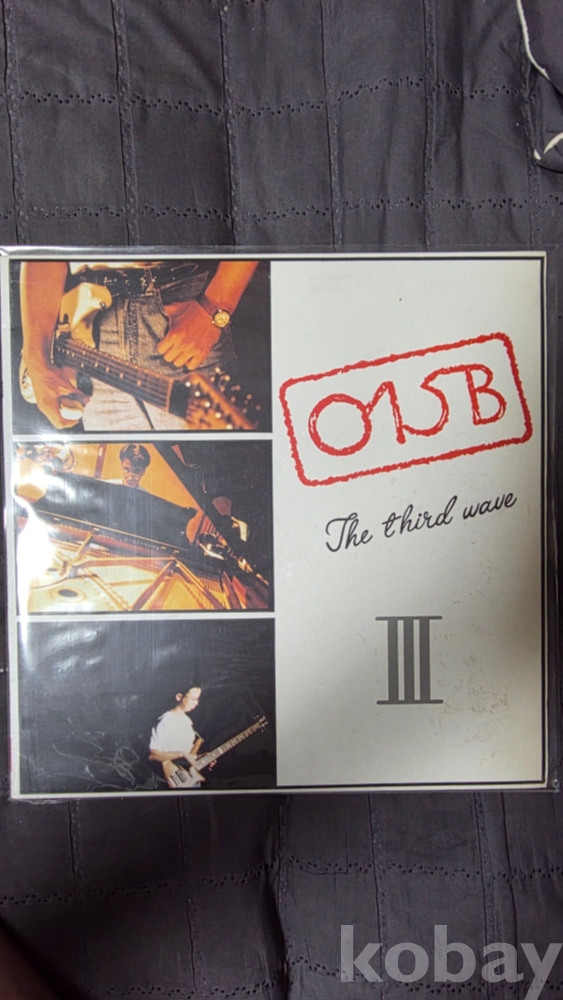 015B
The third wave
III
kobay